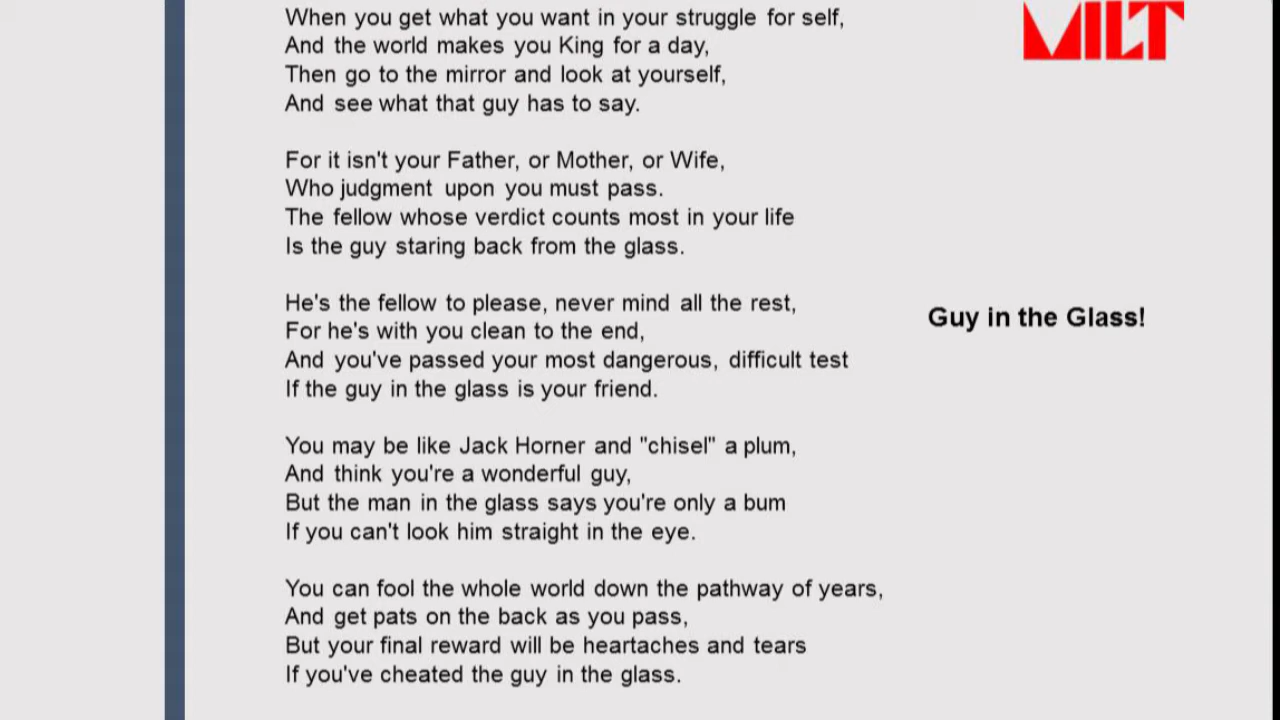 When you get what you want in your struggle for self,
And the world makes you King for a day,
Then go to the mirror and look at yourself,
And see what that guy has to say.
For it isn't your Father, or Mother, or Wife,
Who judgment upon you must pass.
The fellow whose verdict counts most in your life
Is the guy staring back from the glass.
He's the fellow to please, never mind all the rest,
For he's with you clean to the end,
And you've passed your most dangerous, difficult test
If the guy in the glass is your friend.
You may be like Jack Horner and "chisel" a plum,
And think you're a wonderful guy,
But the man in the glass says you're only a bum
If you can't look him straight in the eye.
You can fool the whole world down the pathway of years,
And get pats on the back as you pass,
But your final reward will be heartaches and tears
If you've cheated the guy in the glass.
MILT
Guy in the Glass!